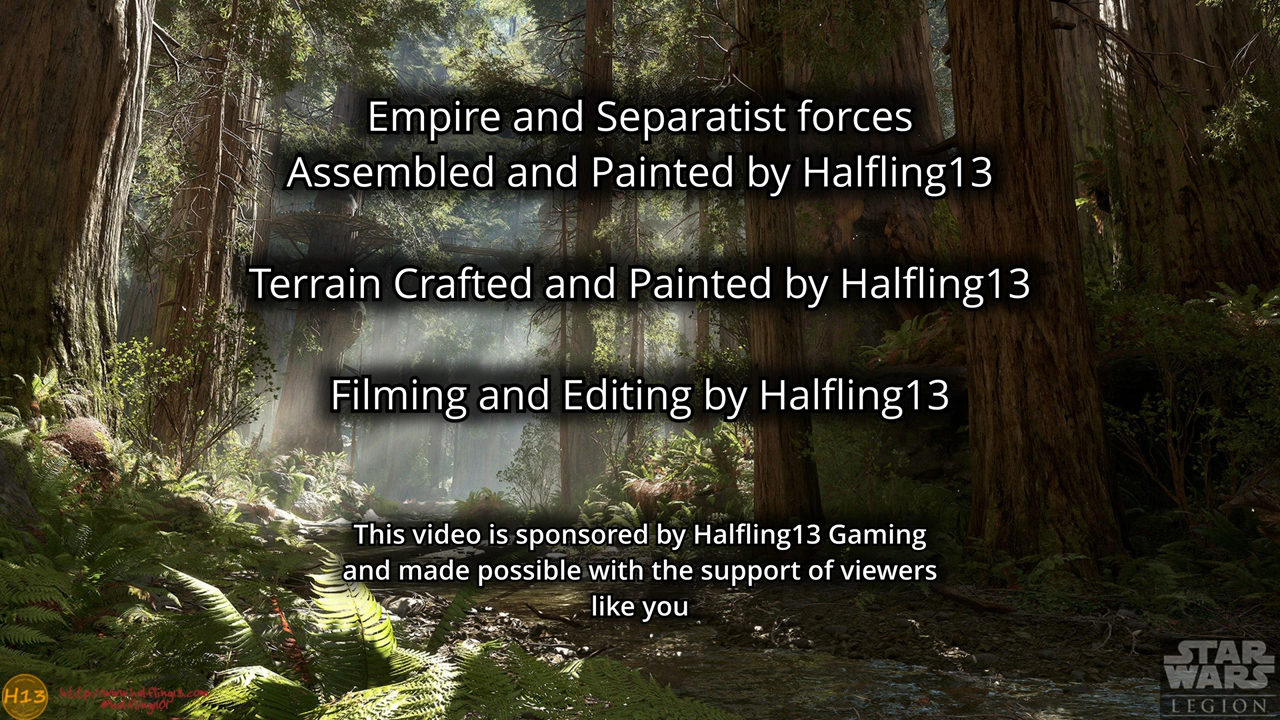 Empire and Separatist forces
Assembled and Painted by Halfling13
Terrain Crafted and Painted by Halfling13
Filming and Editing by Halfling13
This video is sponsored by Halfling13 Gaming
and made possible with the support of viewers
like you
H13
STAR
WARS
LEGION